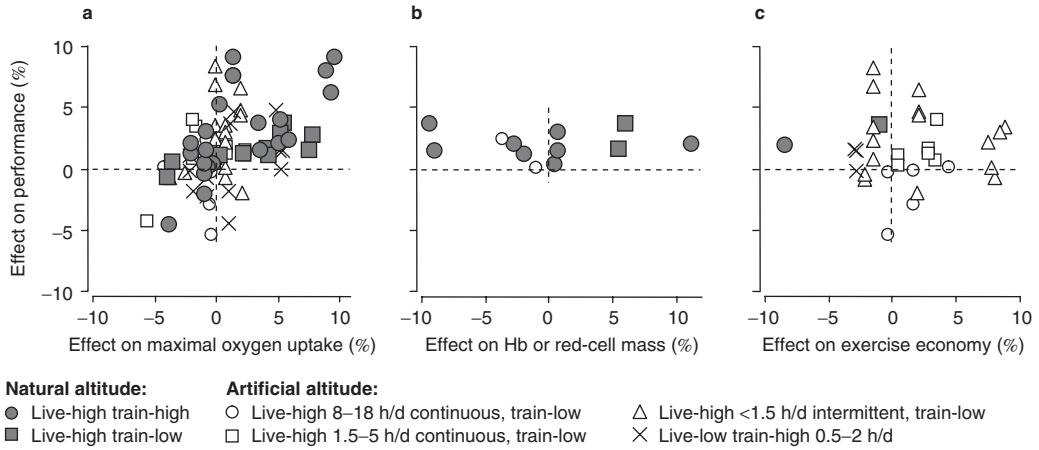 a
b
c
Effect on performance (%)
10
5
0
–5
–10
–10 –5 0 5 10
–10 –5 0 5 10
–10 –5 0 5 10
Effect on maximal oxygen uptake (%)
Effect on Hb or red-cell mass (%)
Effect on exercise economy (%)
Natural altitude:
Live-high train-high
Live-high train-low
Artificial altitude:
Live-high 8–18 h/d continuous, train-low
Live-high 1.5–5 h/d continuous, train-low
Live-high <1.5 h/d intermittent, train-low
Live-low train-high 0.5–2 h/d